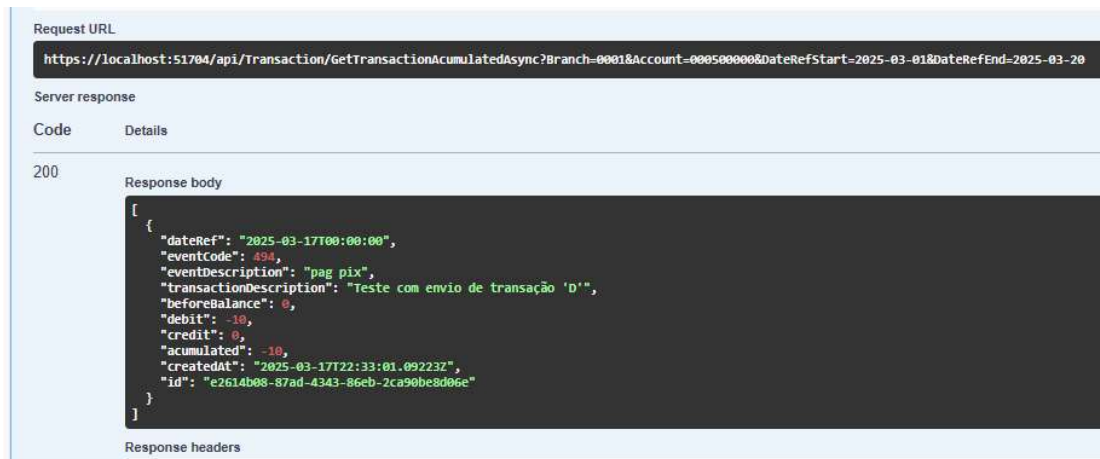 Request URL
https://localhost:51704/api/Transaction/GetTransactionAcumulatedAsync?Branch=0001&Account=000500000&DateRefStart=2025-03-01&DateRefEnd=2025-03-20
Server response
Code Details
200
Response body
[
{
"dateRef": "2025-03-17T00:00:00",
"eventCode": 494,
"eventDescription": "pag pix",
"transactionDescription": "Teste com envio de transação 'D'",
"beforeBalance": 0,
"debit": -10,
"credit": 0,
"acumulated": -10,
"createdAt": "2025-03-17T22:33:01.09223Z",
"id": "e2614b08-87ad-4343-86eb-2ca90be8d06e"
}
]
Response headers